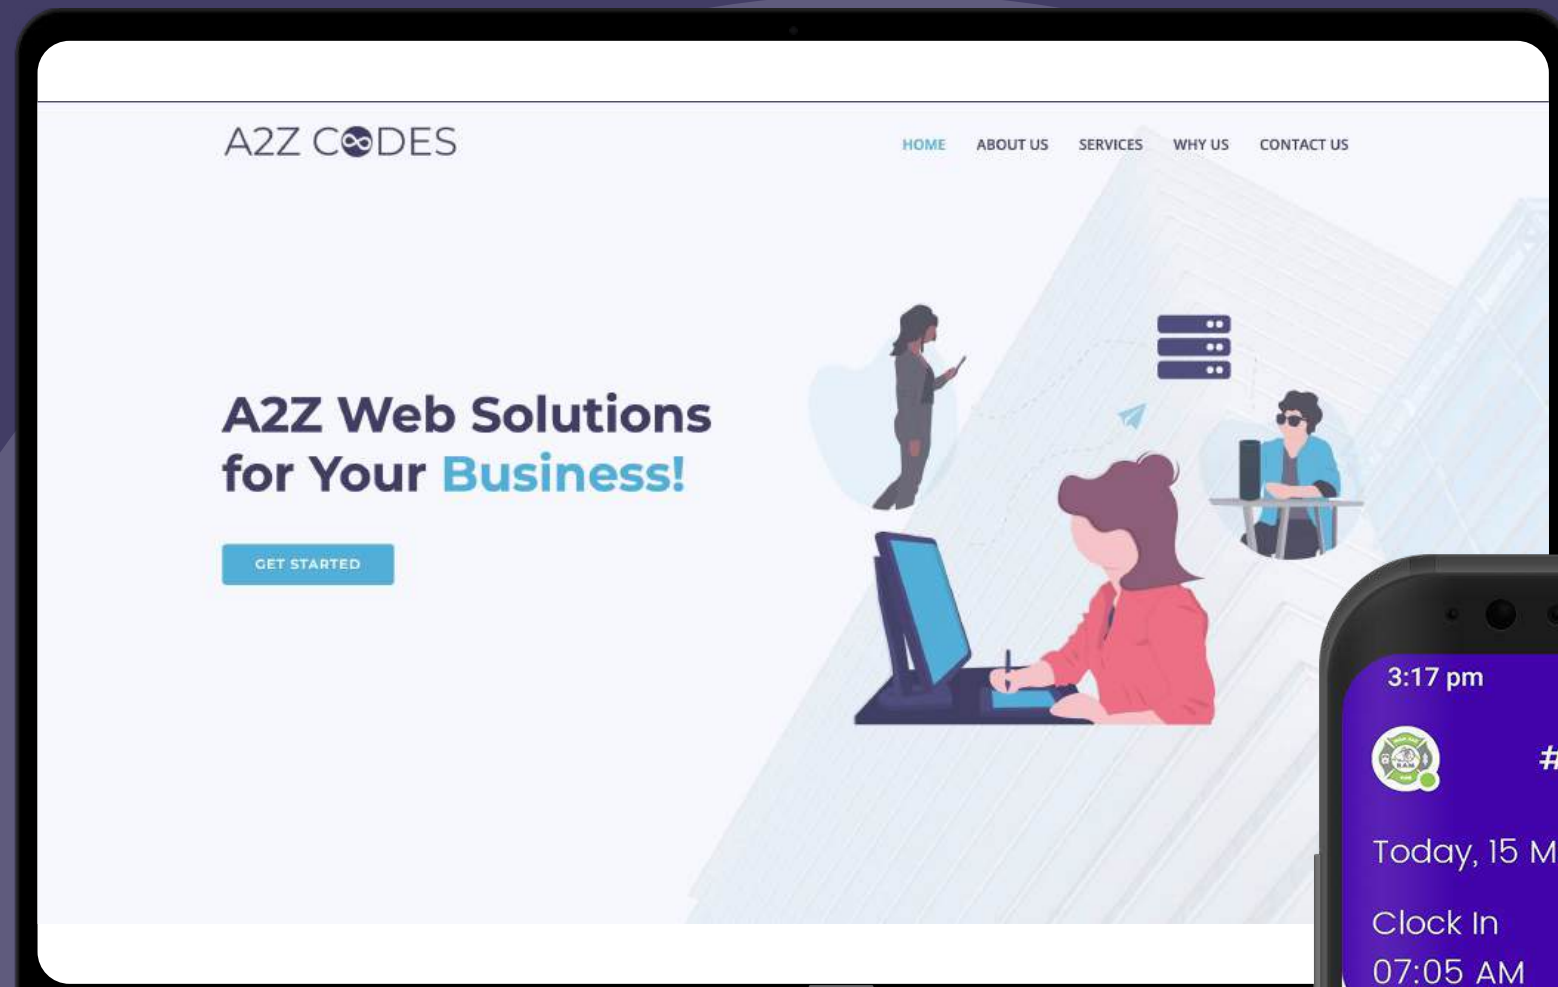 A2Z CODES
HOME ABOUT US SERVICES WHY US CONTACT US
A2Z Web Solutions
for Your Business!
GET STARTED
3:17 pm
#
Today, 15 M
Clock In
07:05 AM